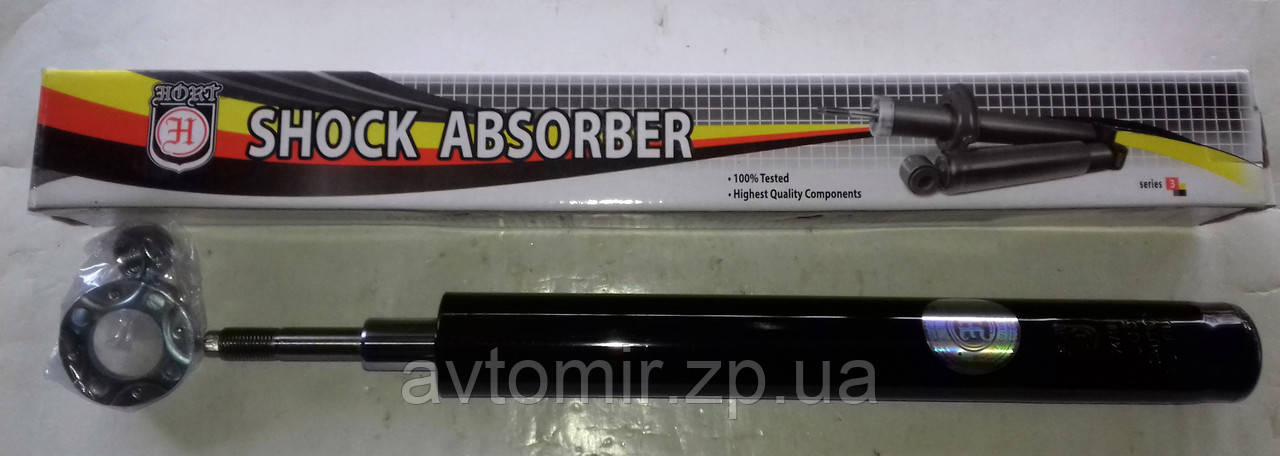 HORT
H
SHOCK ABSORBER
• 100% Tested
• Highest Quality Components
series 3
avtomir.zp.ua